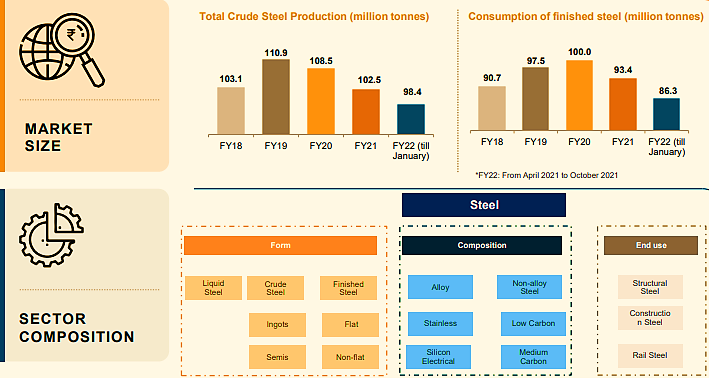 Total Crude Steel Production (million tonnes)
103.1
110.9
108.5
102.5
98.4
FY18
FY19
FY20
FY21
FY22 (till
January)
Consumption of finished steel (million tonnes)
90.7
97.5
100.0
93.4
86.3
FY18
FY19
FY20
FY21
FY22 (till
January)
*FY22: From April 2021 to October 2021
₹
MARKET
SIZE
SECTOR
COMPOSITION
Steel
Form
Liquid
Steel
Crude
Steel
Finished
Steel
Ingots
Flat
Semis
Non-flat
Composition
Alloy
Non-alloy
Steel
Stainless
Low Carbon
Silicon
Electrical
Medium
Carbon
End use
Structural
Steel
Constructio
n Steel
Rail Steel